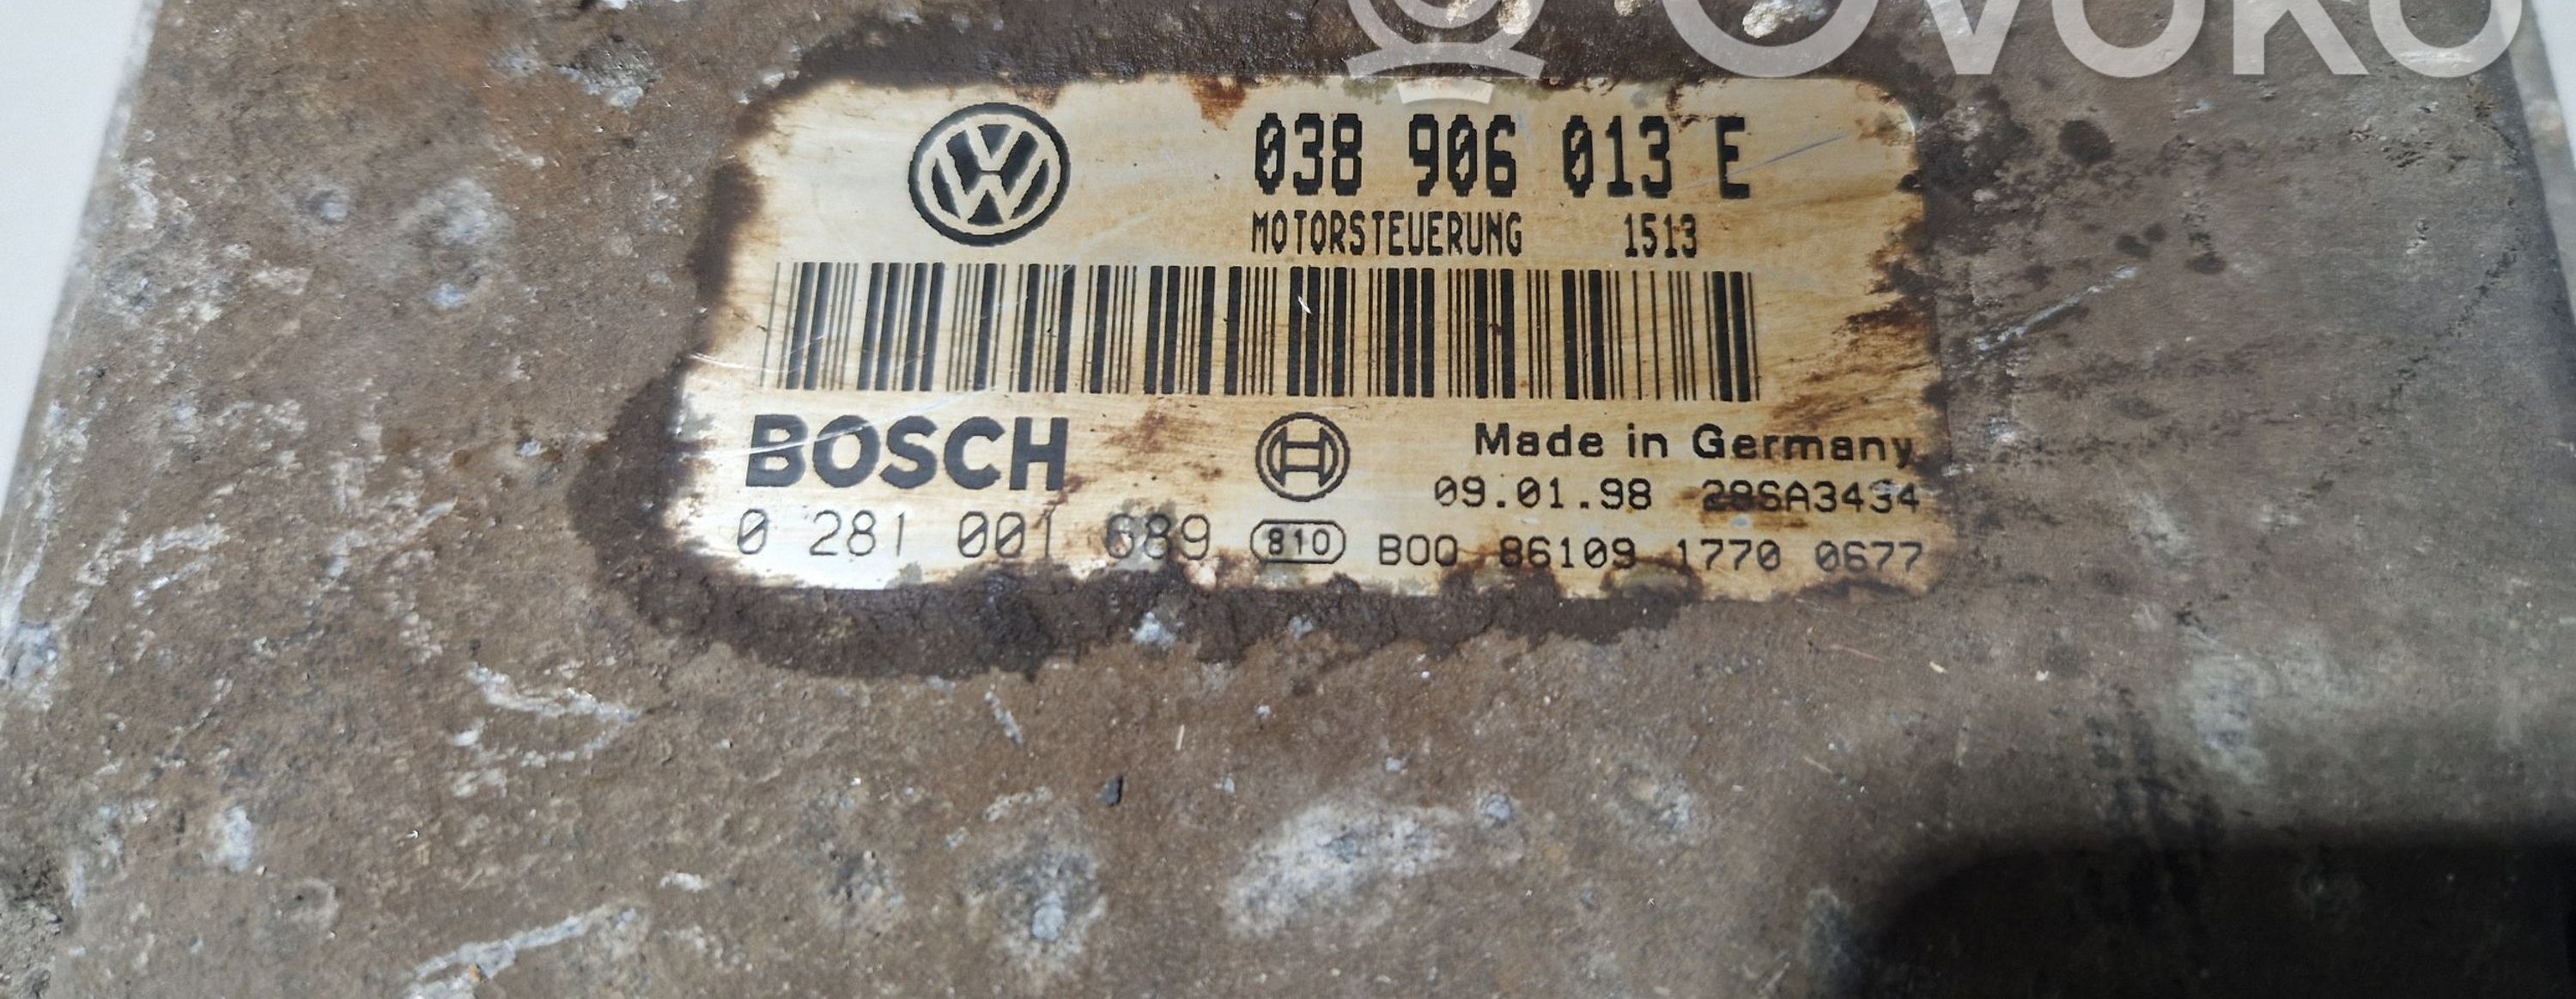 OVOKO
038 906 013 E
MOTORSTEUERUNG 1513
BOSCH
Made in Germany
09.01.98 28SA3434
0 281 001 689 810 B00 86109 1770 0677